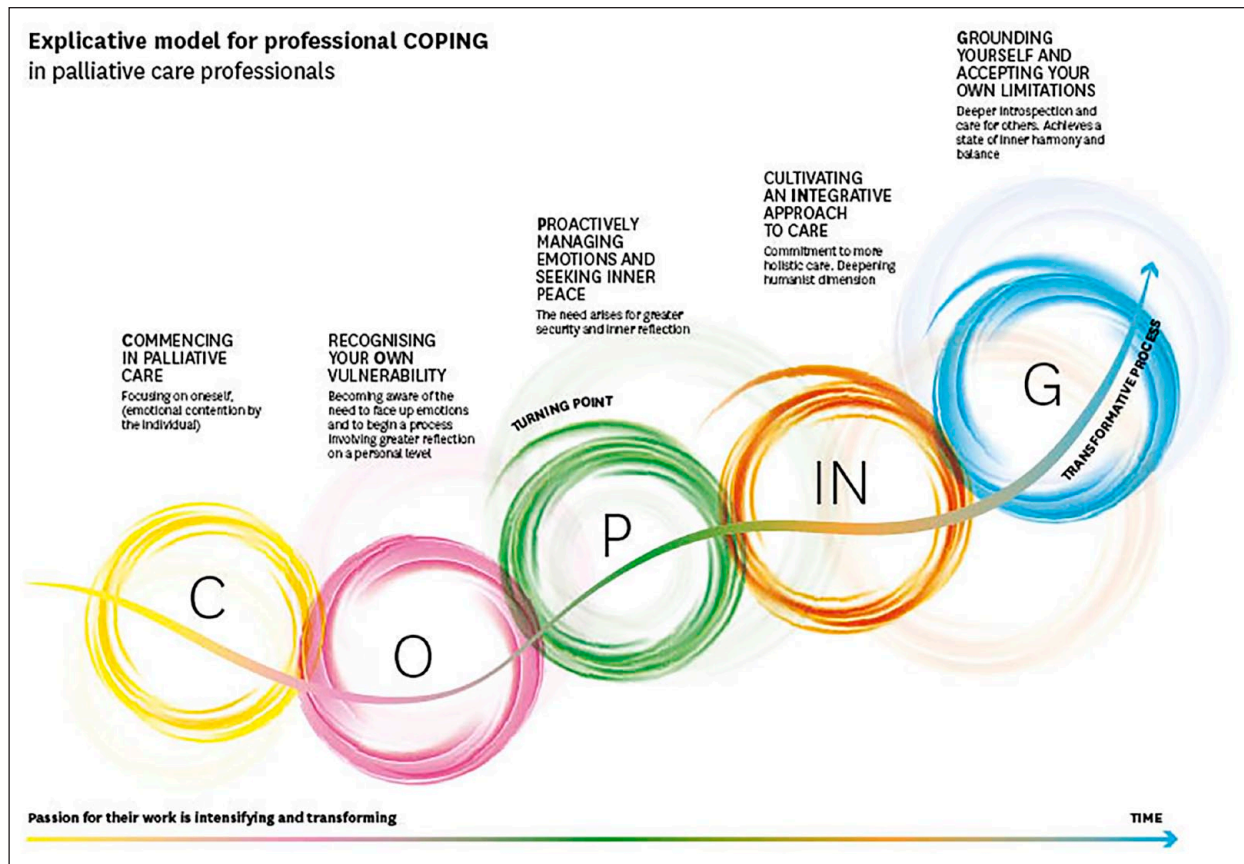 Explicative model for professional COPING
in palliative care professionals
COMMENCING
IN PALLIATIVE
CARE
Focusing on oneself,
(emotional contention by
the individual)
RECOGNISING
YOUR OWN
VULNERABILITY
Becoming aware of the
need to face up emotions
and to begin a process
involving greater reflection
on a personal level
PROACTIVELY
MANAGING
EMOTIONS AND
SEEKING INNER
PEACE
The need arises for greater
security and inner reflection
CULTIVATING
AN INTEGRATIVE
APPROACH
TO CARE
Commitment to more
holistic care. Deepening
humanist dimension
GROUNDING
YOURSELF AND
ACCEPTING YOUR
OWN LIMITATIONS
Deeper introspection and
care for others. Achieves a
state of inner harmony and
balance
TURNING POINT
C
O
P
IN
G
TRANSFORMATIVE PROCESS
Passion for their work is intensifying and transforming
TIME